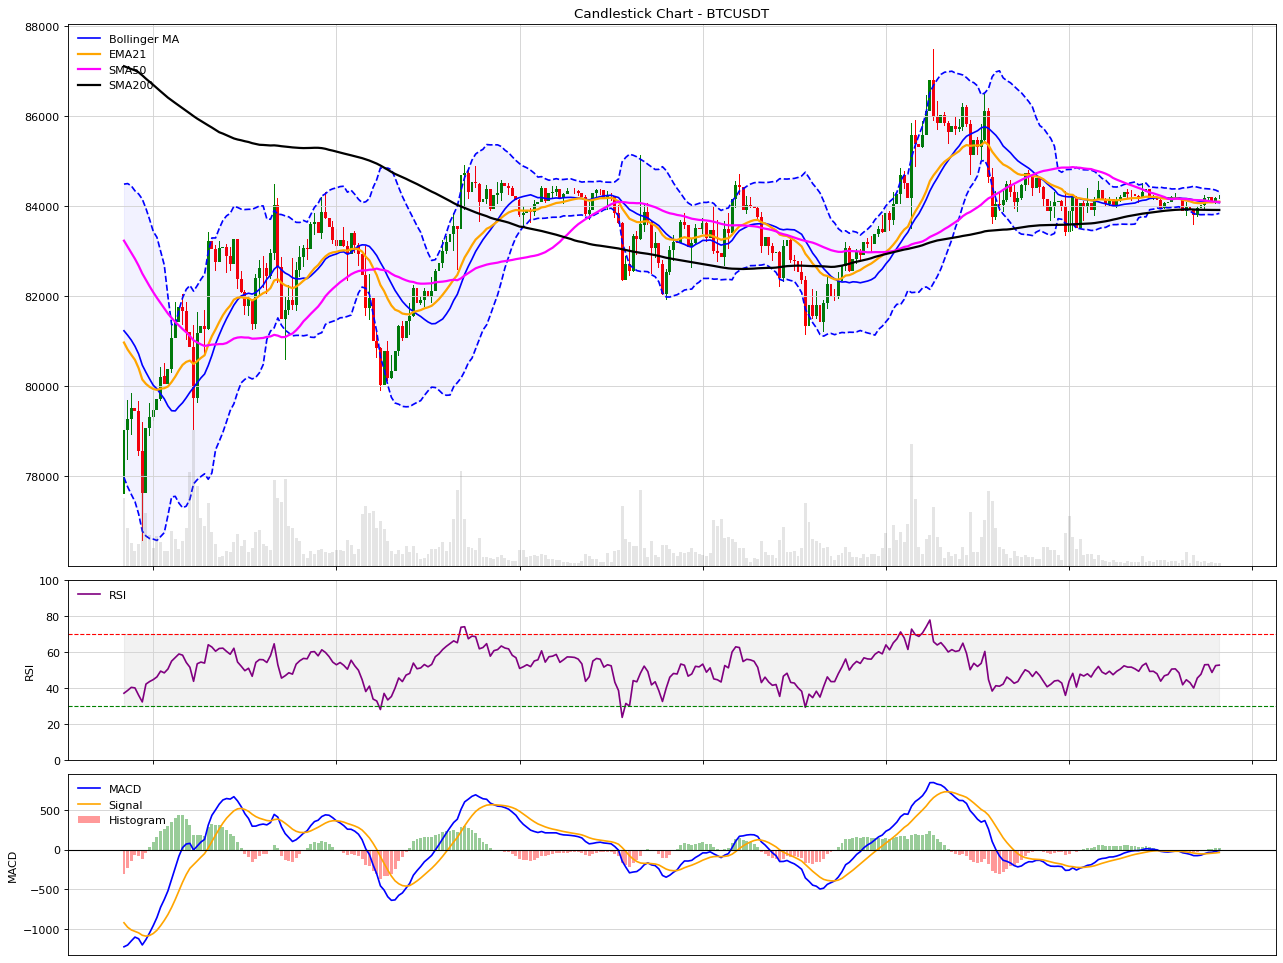 Candlestick Chart - BTCUSDT
88000
86000
84000
82000
80000
78000
Bollinger MA
EMA21
SMA50
SMA200
100
80
60
40
20
0
RSI
RSI
500
0
−500
−1000
MACD
MACD
Signal
Histogram